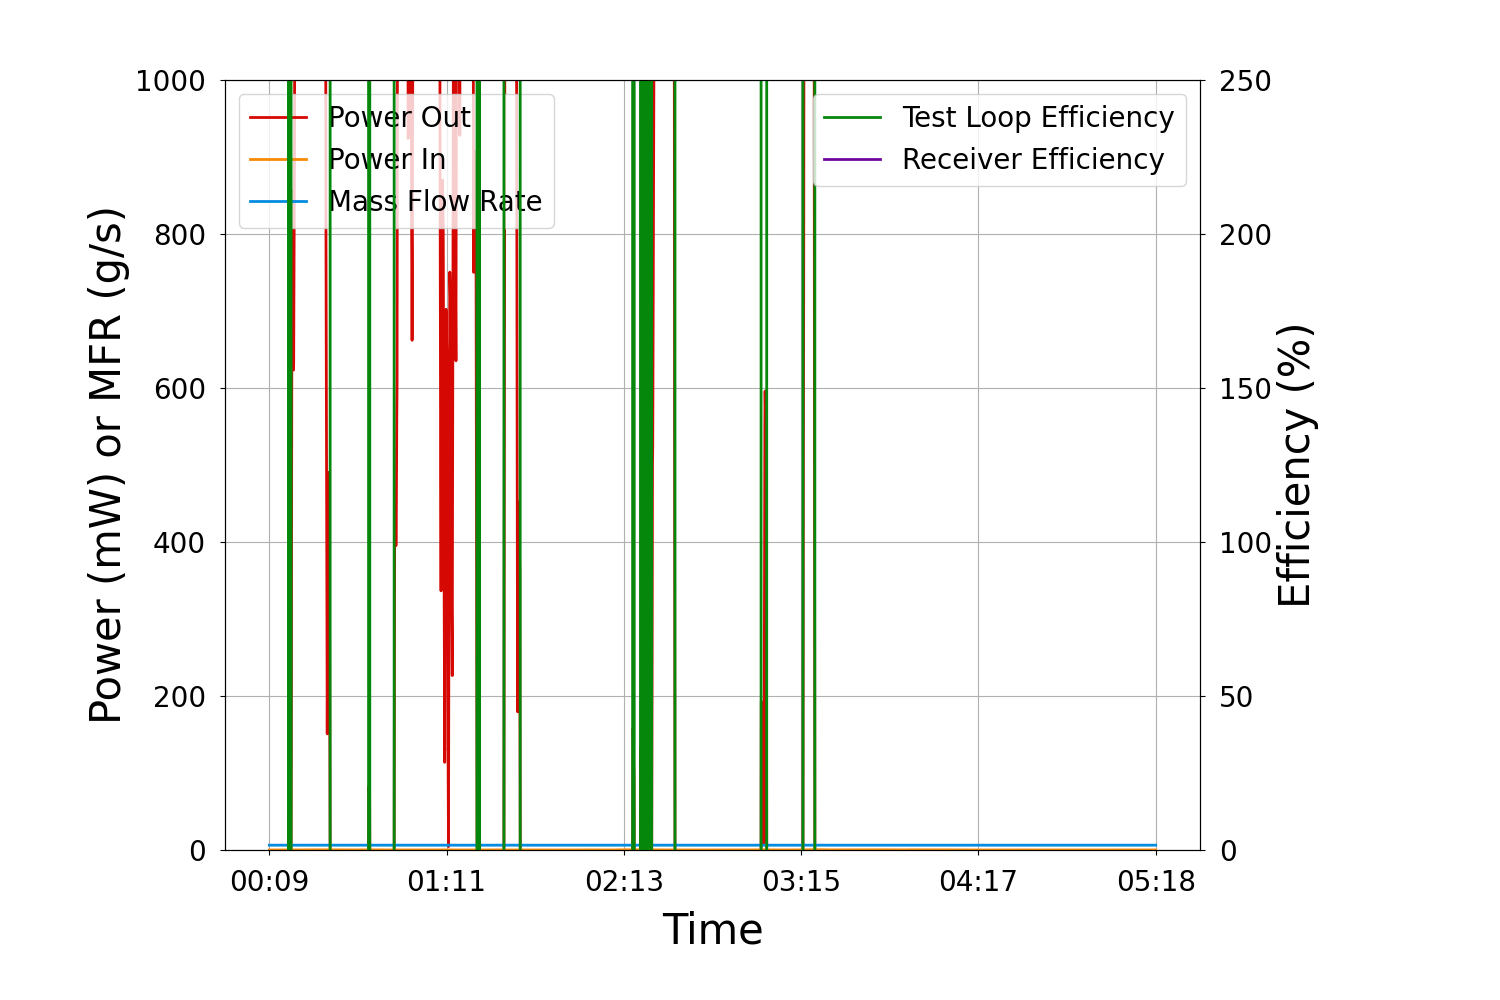 Power (mW) or MFR (g/s)
1000
800
600
400
200
0
Power Out
Power In
Mass Flow Rate
Test Loop Efficiency
Receiver Efficiency
250
200
150
100
50
0
Efficiency (%)
00:09 01:11 02:13 03:15 04:17 05:18
Time